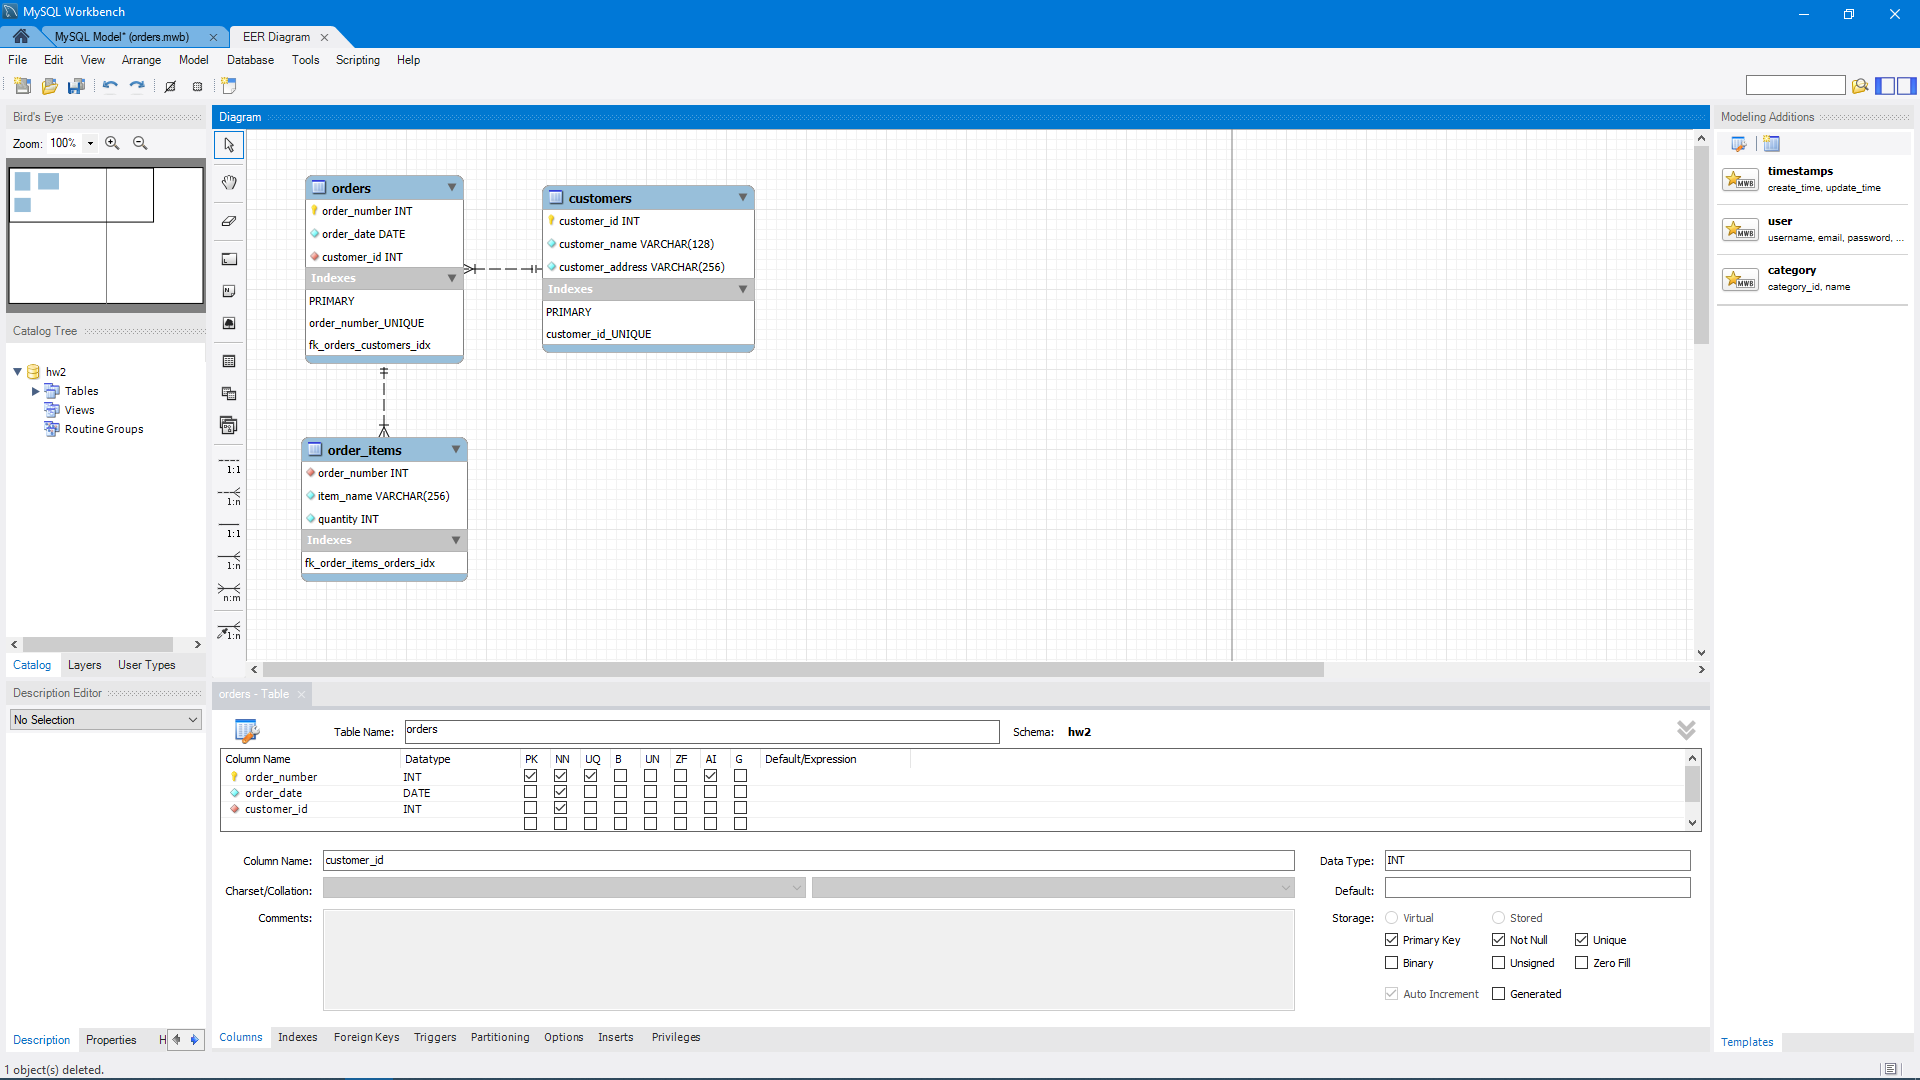 MySQL Workbench
MySQL Model* (orders.mwb)
EER Diagram
File Edit View Arrange Model Database Tools Scripting Help
Bird's Eye
Zoom: 100%
Catalog Tree
hw2
Tables
Views
Routine Groups
Catalog Layers User Types
Description Editor
No Selection
Description Properties H
1 object(s) deleted.
Diagram
1:1
1:n
1:1
1:n
n:m
1:n
orders
order_number INT
order_date DATE
customer_id INT
Indexes
PRIMARY
order_number_UNIQUE
fk_orders_customers_idx
customers
customer_id INT
customer_name VARCHAR(128)
customer_address VARCHAR(256)
Indexes
PRIMARY
customer_id_UNIQUE
order_items
order_number INT
item_name VARCHAR(256)
quantity INT
Indexes
fk_order_items_orders_idx
Modeling Additions
MWB
timestamps
create_time, update_time
MWB
user
username, email, password, ...
MWB
category
category_id, name
Templates
orders - Table
Table Name: orders Schema: hw2
Column Name Datatype PK NN UQ B UN ZF AI G Default/Expression
order_number INT
order_date DATE
customer_id INT
Column Name: customer_id Data Type: INT
Charset/Collation: Default:
Comments: Storage: Virtual Stored
Primary Key Not Null Unique
Binary Unsigned Zero Fill
Auto Increment Generated
Columns Indexes Foreign Keys Triggers Partitioning Options Inserts Privileges